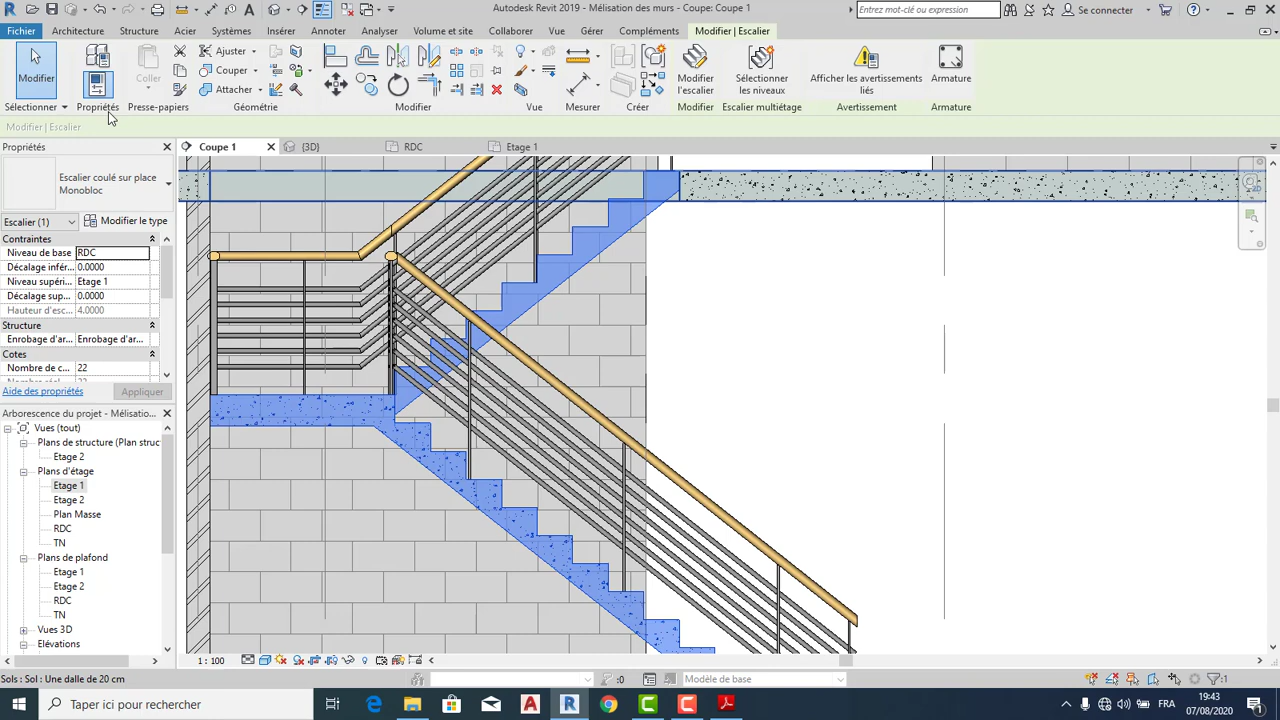 Autodesk Revit 2019 - Mélisation des murs - Coupe: Coupe 1
Entrez mot-clé ou expression
Se connecter
Fichier Architecture Structure Acier Systèmes Insérer Annoter Analyser Volume et site Collaborer Vue Gérer Compléments Modifier | Escalier
Modifier
Coller
Ajuster
Couper
Attacher
Modifier l'escalier
Sélectionner les niveaux
Afficher les avertissements liés
Armature
Sélectionner Propriétés Presse-papiers Géométrie Modifier Vue Mesurer Créer Modifier Escalier multiétage Avertissement Armature
Modifier | Escalier
Propriétés
Coupe 1 {3D} RDC Etage 1
Escalier coulé sur place
Monobloc
Escalier (1) Modifier le type
Contraintes
Niveau de base RDC
Décalage infér... 0.0000
Niveau supéri... Etage 1
Décalage sup... 0.0000
Hauteur d'esc... 4.0000
Structure
Enrobage d'ar... Enrobage d'ar...
Cotes
Nombre de c... 22
Aide des propriétés Appliquer
Arborescence du projet - Mélisatio...
Vues (tout)
Plans de structure (Plan struc
Etage 2
Plans d'étage
Etage 1
Etage 2
Plan Masse
RDC
TN
Plans de plafond
Etage 1
Etage 2
RDC
TN
Vues 3D
Elévations
1 : 100
Sols : Sol : Une dalle de 20 cm
:0
Modèle de base
:1
Taper ici pour rechercher
FRA
19:43
07/08/2020